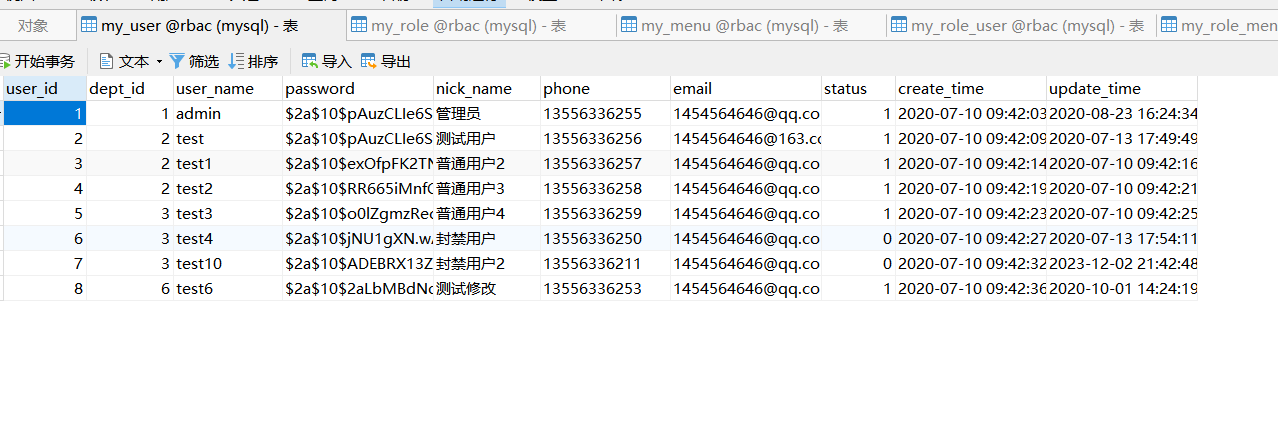 对象 my_user @rbac (mysql) - 表 my_role @rbac (mysql) - 表 my_menu @rbac (mysql) - 表 my_role_user @rbac (mysql) - 表 my_role_men
开始事务 文本 筛选 排序 导入 导出
user_id dept_id user_name password nick_name phone email status create_time update_time
1 1 admin $2a$10$pAuzCLIe6S 管理员 13556336255 1454564646@qq.co 1 2020-07-10 09:42:03 2020-08-23 16:24:34
2 2 test $2a$10$pAuzCLIe6S 测试用户 13556336256 1454564646@163.cc 1 2020-07-10 09:42:09 2020-07-13 17:49:49
3 2 test1 $2a$10$exOfpFK2TN 普通用户2 13556336257 1454564646@qq.co 1 2020-07-10 09:42:14 2020-07-10 09:42:16
4 2 test2 $2a$10$RR665iMnfC 普通用户3 13556336258 1454564646@qq.co 1 2020-07-10 09:42:19 2020-07-10 09:42:21
5 3 test3 $2a$10$o0lZgmzRec 普通用户4 13556336259 1454564646@qq.co 1 2020-07-10 09:42:23 2020-07-10 09:42:25
6 3 test4 $2a$10$jNU1gXN.w 封禁用户 13556336250 1454564646@qq.co 0 2020-07-10 09:42:27 2020-07-13 17:54:11
7 3 test10 $2a$10$ADEBRX13Z 封禁用户2 13556336211 1454564646@qq.co 0 2020-07-10 09:42:32 2023-12-02 21:42:48
8 6 test6 $2a$10$2aLbMBdNc 测试修改 13556336253 1454564646@qq.co 1 2020-07-10 09:42:36 2020-10-01 14:24:19